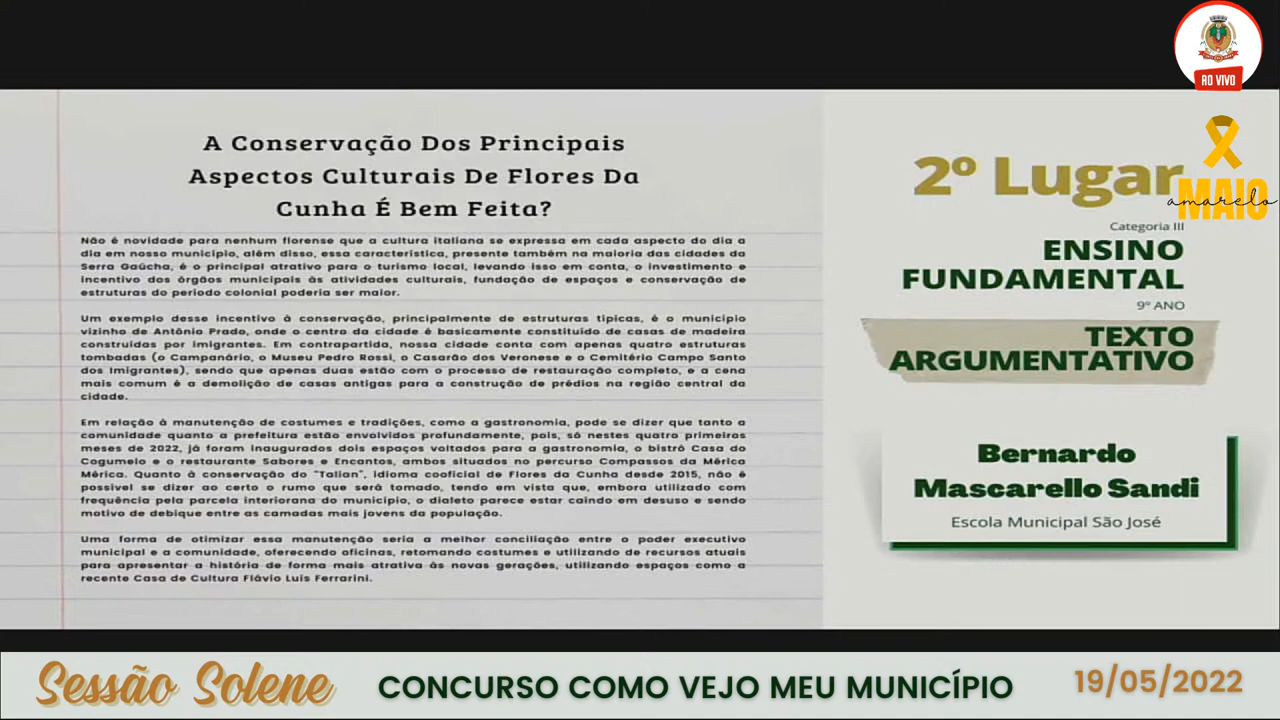 AO VIVO
MAIO
amarelo
A Conservação Dos Principais
Aspectos Culturais De Flores Da
Cunha É Bem Feita?
Não é novidade para nenhum florense que a cultura italiana se expressa em cada aspecto do dia a
dia em nosso município, além disso, essa característica, presente também na maioria das cidades da
Serra Gaúcha, é o principal atrativo para o turismo local, levando isso em conta, o investimento e
incentivo dos órgãos municipais às atividades culturais, fundação de espaços e conservação de
estruturas do período colonial poderia ser maior.
Um exemplo desse incentivo à conservação, principalmente de estruturas típicas, é o município
vizinho de Antônio Prado, onde o centro da cidade é basicamente constituído de casas de madeira
construídas por imigrantes. Em contrapartida, nossa cidade conta com apenas quatro estruturas
tombadas (o Campanário, o Museu Pedro Rossi, o Casarão dos Veronese e o Cemitério Campo Santo
dos Imigrantes), sendo que apenas duas estão com o processo de restauração completo, e a cena
mais comum é a demolição de casas antigas para a construção de prédios na região central da
cidade.
Em relação à manutenção de costumes e tradições, como a gastronomia, pode se dizer que tanto a
comunidade quanto a prefeitura estão envolvidos profundamente, pois, só nestes quatro primeiros
meses de 2022, já foram inaugurados dois espaços voltados para a gastronomia, o bistrô Casa do
Cogumelo e o restaurante Sabores e Encantos, ambos situados no percurso Compassos da Mérica
Mérica. Quanto à conservação do "Talian", idioma cooficial de Flores da Cunha desde 2015, não é
possível se dizer ao certo o rumo que será tomado, tendo em vista que, embora utilizado com
frequência pela parcela interiorana do município, o dialeto parece estar caindo em desuso e sendo
motivo de debique entre as camadas mais jovens da população.
Uma forma de otimizar essa manutenção seria a melhor conciliação entre o poder executivo
municipal e a comunidade, oferecendo oficinas, retomando costumes e utilizando de recursos atuais
para apresentar a história de forma mais atrativa às novas gerações, utilizando espaços como a
recente Casa de Cultura Flávio Luis Ferrarini.
2º Lugar
Categoria III
ENSINO
FUNDAMENTAL
9º ANO
TEXTO
ARGUMENTATIVO
Bernardo
Mascarello Sandi
Escola Municipal São José
Sessão Solene
CONCURSO COMO VEJO MEU MUNICÍPIO
19/05/2022